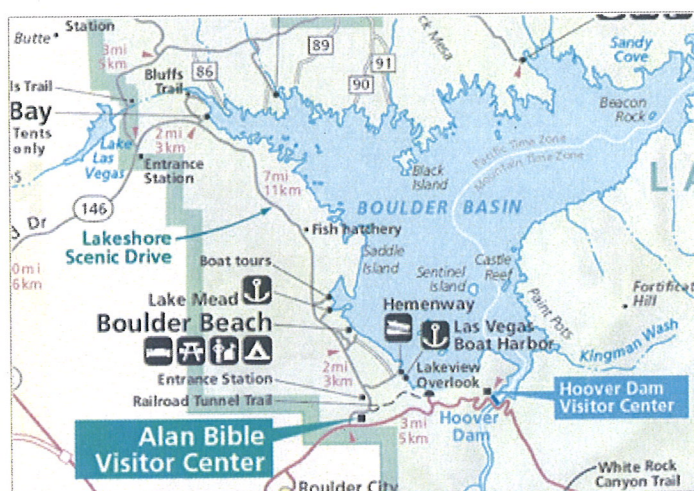 Station
Butte
3mi
5km
ck Mesa
Sandy
Cove
89
86
91
90
Bluffs
Trail
ls Trail
Bay
Tents
only
Beacon
Rock
2mi
3km
Lake
Las
Vegas
Entrance
Station
Pacific Time Zone
Mountain Time Zone
Black
Island
7mi
11km
146
BOULDER BASIN
L
d Dr
Lakeshore
Scenic Drive
Fish hatchery
0mi
6km
Saddle
Island
Boat tours
Sentinel
Island
Castle
Reef
Lake Mead
Fortificat
Hill
Paint Pots
Boulder Beach
Hemenway
Las Vegas
Boat Harbor
Kingman Wash
2mi
3km
Lakeview
Overlook
Entrance Station
Railroad Tunnel Trail
Hoover Dam
Visitor Center
Hoover
Dam
3mi
5km
Alan Bible
Visitor Center
White Rock
Canyon Trail
Boulder City